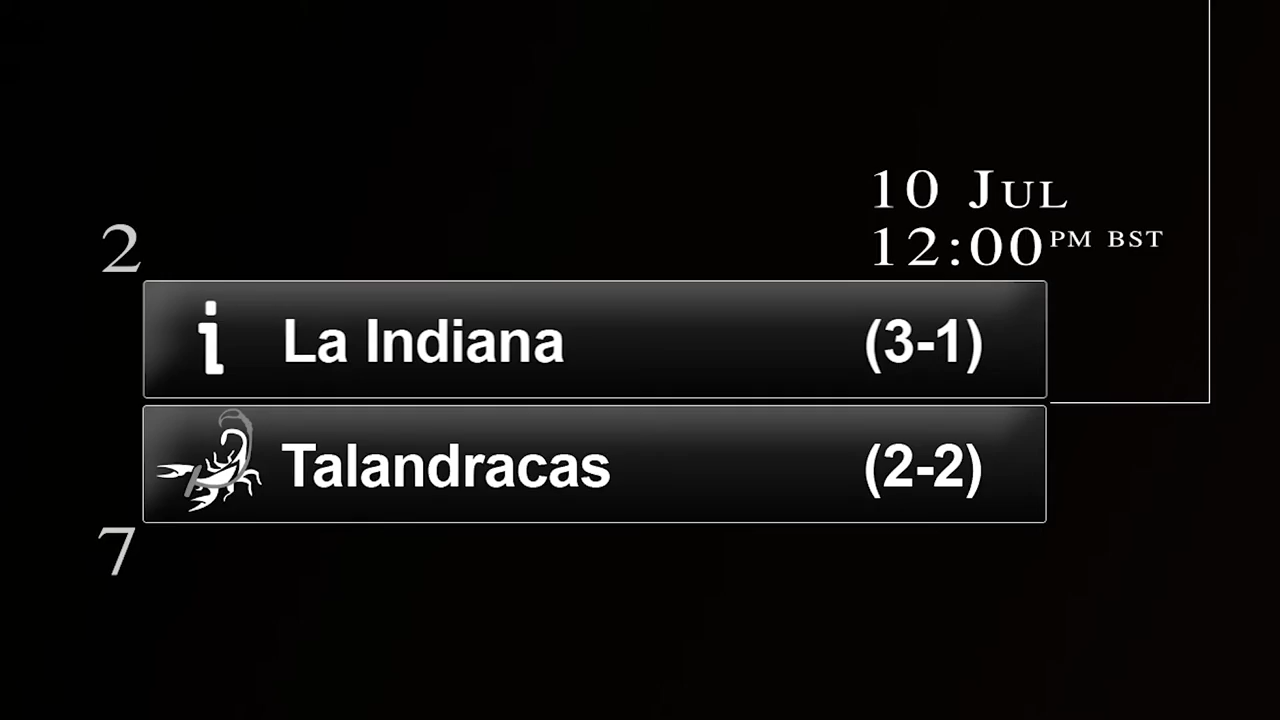 10 JUL
12:00PM BST
2
La Indiana (3-1)
Talandracas (2-2)
7